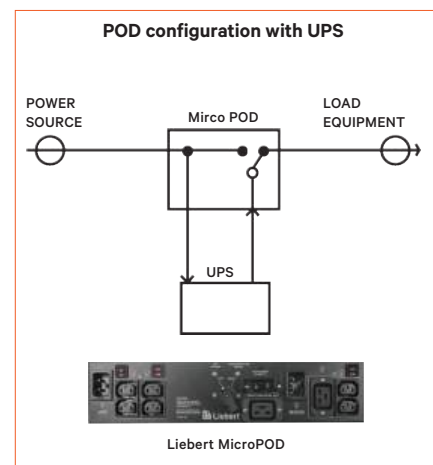 POD configuration with UPS
POWER
SOURCE
Mirco POD
LOAD
EQUIPMENT
UPS
Liebert
Liebert MicroPOD